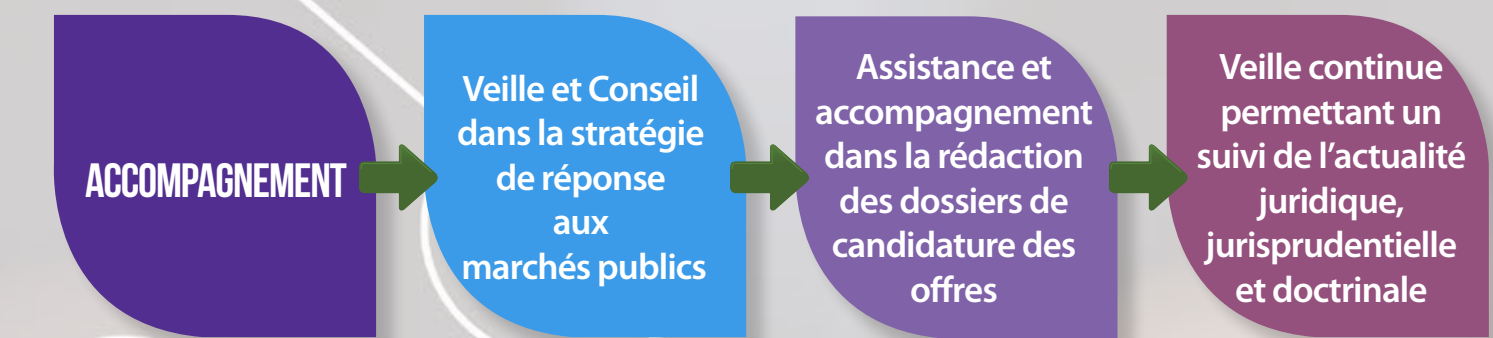 ACCOMPAGNEMENT
Veille et Conseil
dans la stratégie
de réponse
aux
marchés publics
Assistance et
accompagnement
dans la rédaction
des dossiers de
candidature des
offres
Veille continue
permettant un
suivi de l’actualité
juridique,
jurisprudentielle
et doctrinale